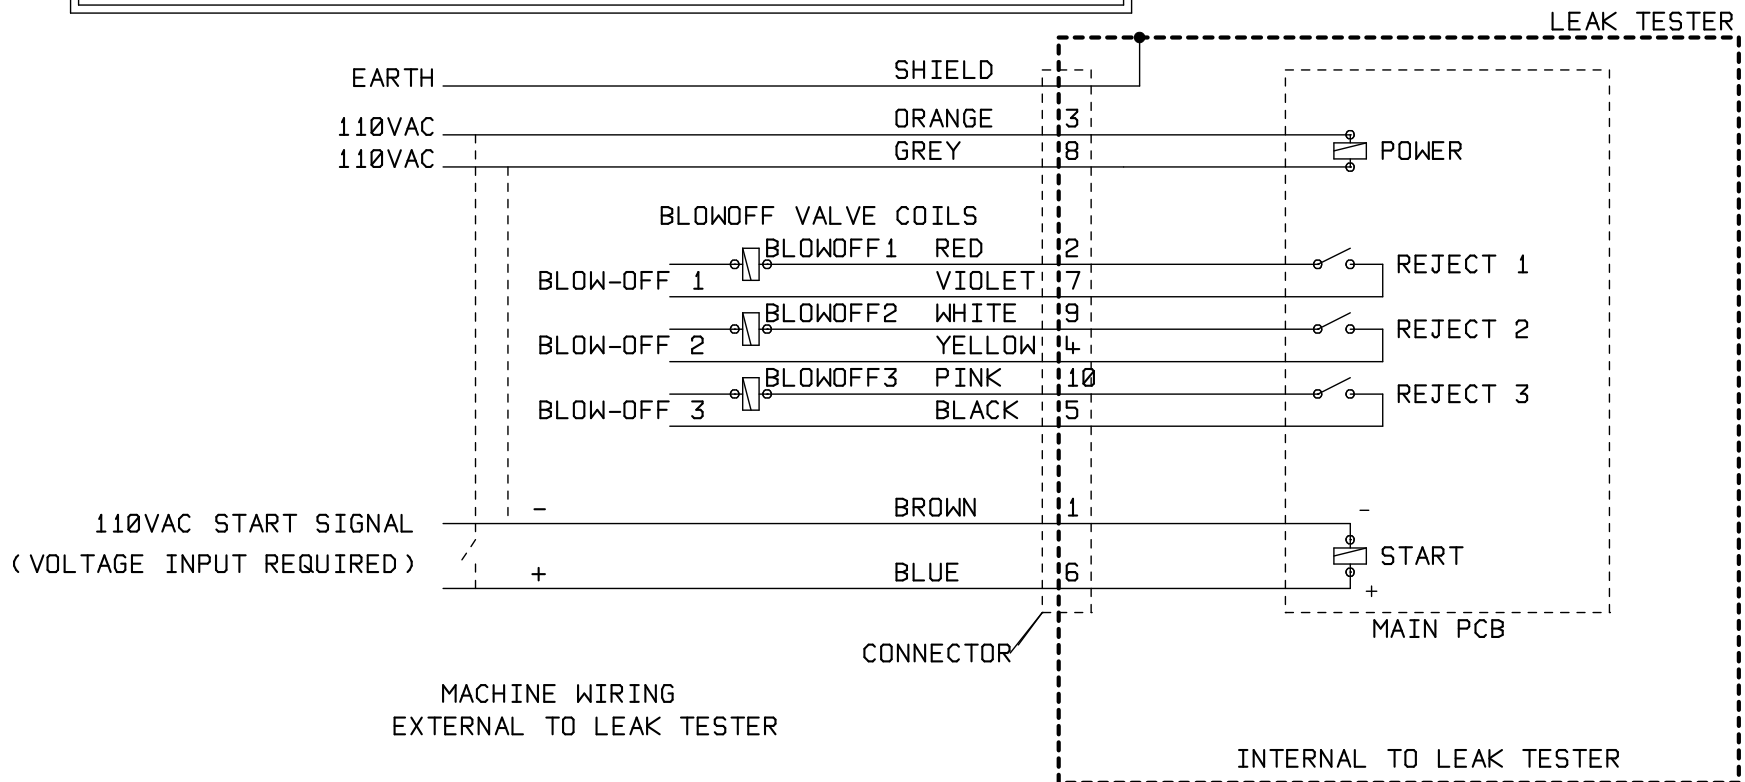 LEAK TESTER
EARTH SHIELD
110VAC ORANGE 3
110VAC GREY 8 POWER
BLOWOFF VALVE COILS
BLOWOFF1 RED 2 REJECT 1
BLOW-OFF 1 VIOLET 7
BLOWOFF2 WHITE 9 REJECT 2
BLOW-OFF 2 YELLOW 4
BLOWOFF3 PINK 10 REJECT 3
BLOW-OFF 3 BLACK 5
110VAC START SIGNAL - BROWN 1 -
(VOLTAGE INPUT REQUIRED) START
+ BLUE 6 +
MAIN PCB
CONNECTOR
MACHINE WIRING
EXTERNAL TO LEAK TESTER
INTERNAL TO LEAK TESTER